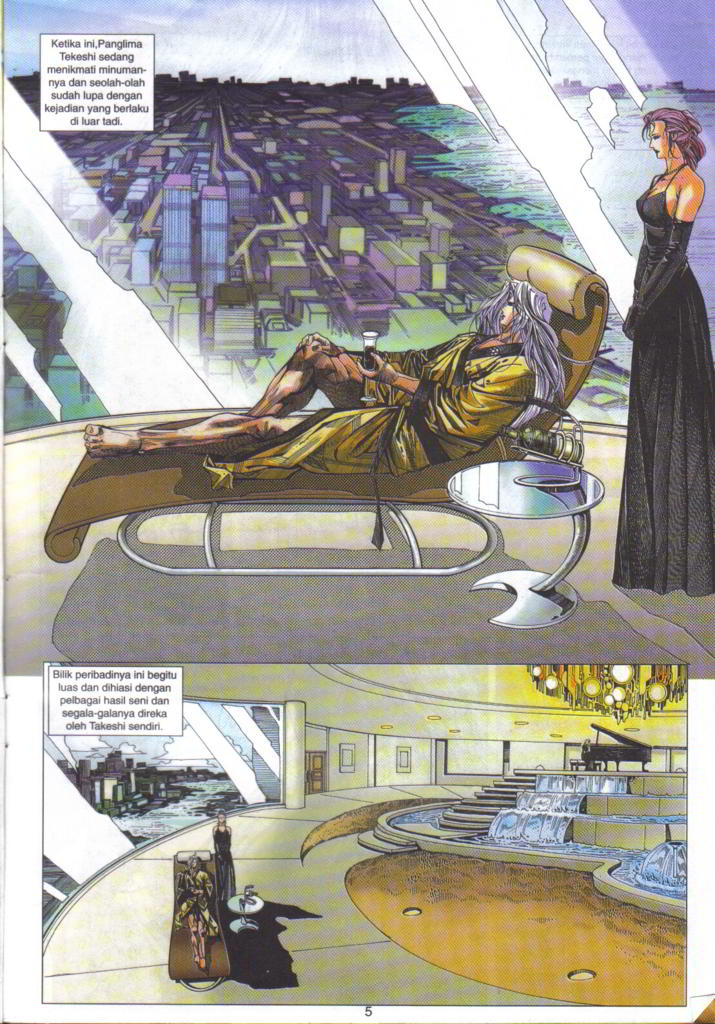 Ketika ini,Panglima
Tekeshi sedang
menikmati minuman-
nya dan seolah-olah
sudah lupa dengan
kejadian yang berlaku
di luar tadi.
Bilik peribadinya ini begitu
luas dan dihiasi dengan
pelbagai hasil seni dan
segala-galanya direka
oleh Takeshi sendiri.
5